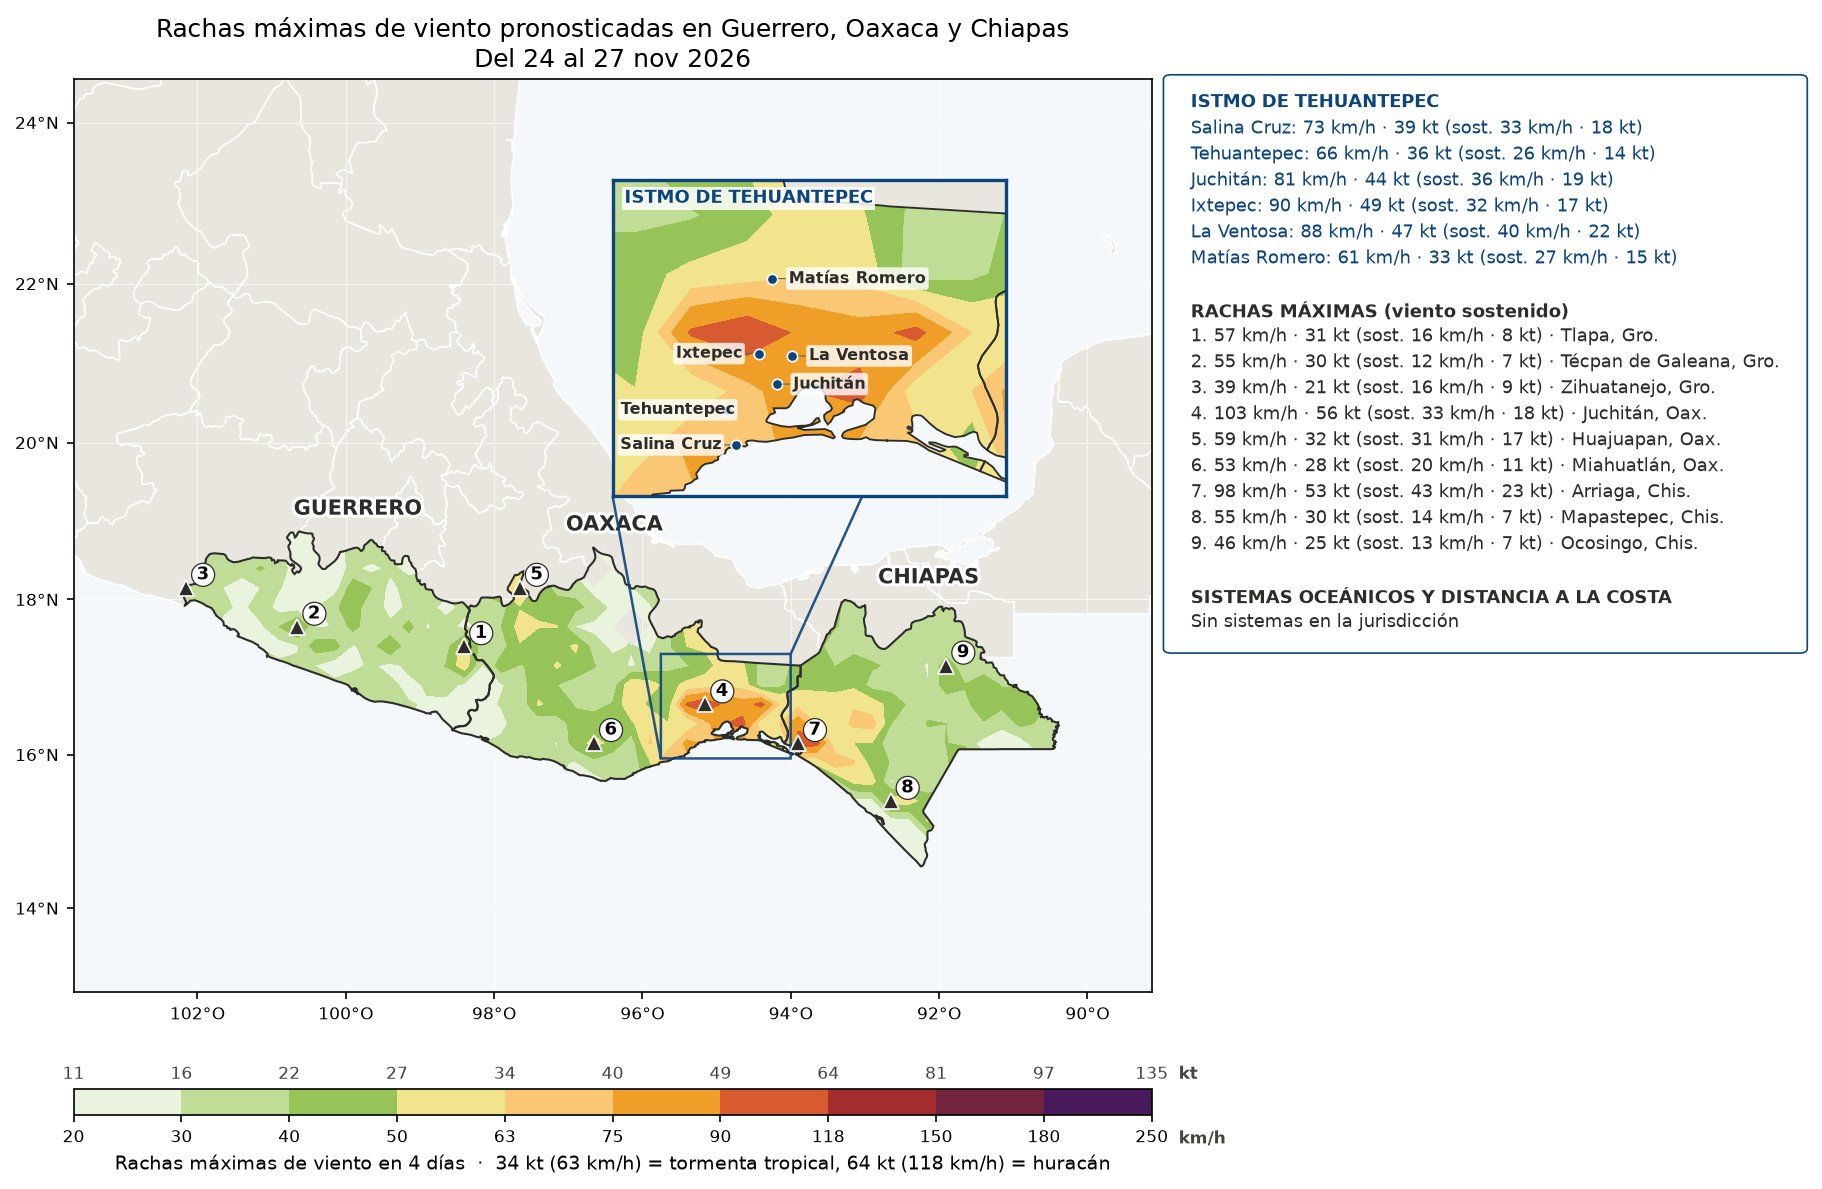 Rachas máximas de viento pronosticadas en Guerrero, Oaxaca y Chiapas
Del 24 al 27 nov 2026
24°N
22°N
20°N
18°N
16°N
14°N
102°O
100°O
98°O
96°O
94°O
92°O
90°O
ISTMO DE TEHUANTEPEC
Matías Romero
Ixtepec
La Ventosa
Juchitán
Tehuantepec
Salina Cruz
GUERRERO
OAXACA
CHIAPAS
3
2
1
5
6
4
7
8
9
ISTMO DE TEHUANTEPEC
Salina Cruz: 73 km/h · 39 kt (sost. 33 km/h · 18 kt)
Tehuantepec: 66 km/h · 36 kt (sost. 26 km/h · 14 kt)
Juchitán: 81 km/h · 44 kt (sost. 36 km/h · 19 kt)
Ixtepec: 90 km/h · 49 kt (sost. 32 km/h · 17 kt)
La Ventosa: 88 km/h · 47 kt (sost. 40 km/h · 22 kt)
Matías Romero: 61 km/h · 33 kt (sost. 27 km/h · 15 kt)
RACHAS MÁXIMAS (viento sostenido)
1. 57 km/h · 31 kt (sost. 16 km/h · 8 kt) · Tlapa, Gro.
2. 55 km/h · 30 kt (sost. 12 km/h · 7 kt) · Técpan de Galeana, Gro.
3. 39 km/h · 21 kt (sost. 16 km/h · 9 kt) · Zihuatanejo, Gro.
4. 103 km/h · 56 kt (sost. 33 km/h · 18 kt) · Juchitán, Oax.
5. 59 km/h · 32 kt (sost. 31 km/h · 17 kt) · Huajuapan, Oax.
6. 53 km/h · 28 kt (sost. 20 km/h · 11 kt) · Miahuatlán, Oax.
7. 98 km/h · 53 kt (sost. 43 km/h · 23 kt) · Arriaga, Chis.
8. 55 km/h · 30 kt (sost. 14 km/h · 7 kt) · Mapastepec, Chis.
9. 46 km/h · 25 kt (sost. 13 km/h · 7 kt) · Ocosingo, Chis.
SISTEMAS OCEÁNICOS Y DISTANCIA A LA COSTA
Sin sistemas en la jurisdicción
11 16 22 27 34 40 49 64 81 97 135 kt
20 30 40 50 63 75 90 118 150 180 250 km/h
Rachas máximas de viento en 4 días · 34 kt (63 km/h) = tormenta tropical, 64 kt (118 km/h) = huracán